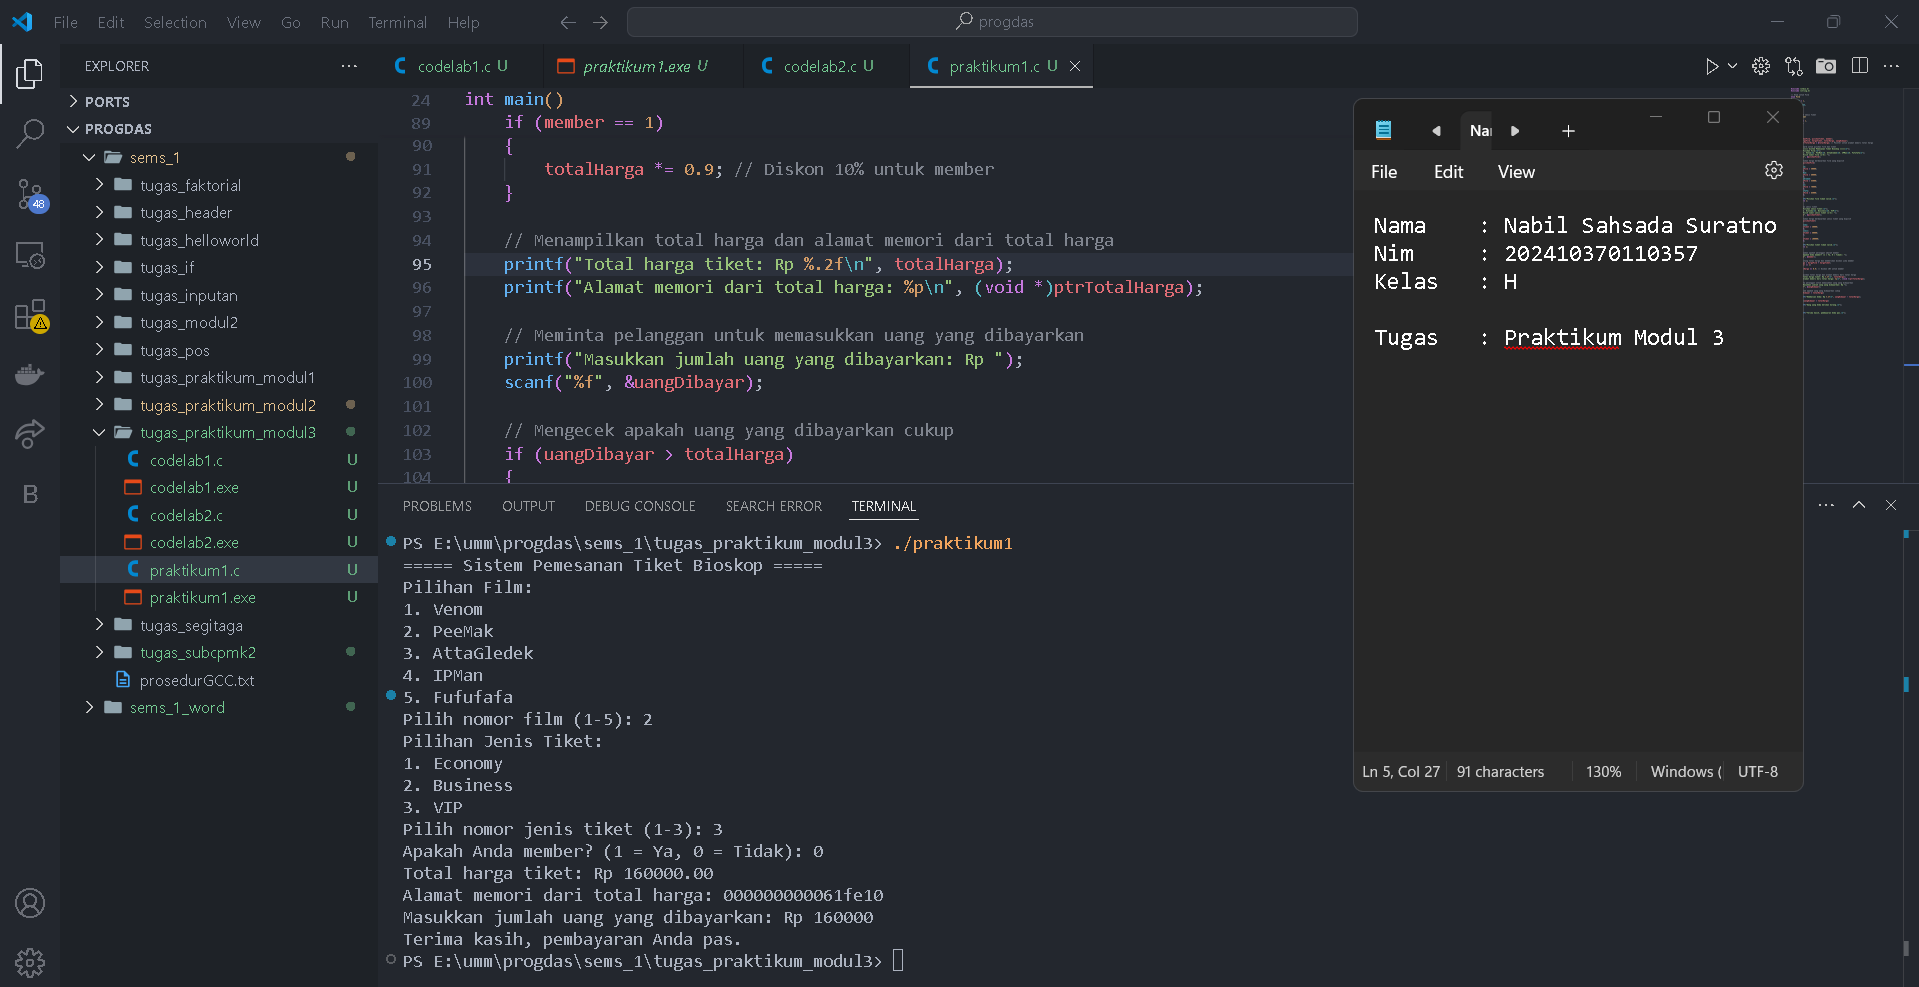 File Edit Selection View Go Run Terminal Help
progdas
EXPLORER
PORTS
PROGDAS
sems_1
tugas_faktorial
tugas_header
tugas_helloworld
tugas_if
tugas_inputan
tugas_modul2
tugas_pos
tugas_praktikum_modul1
tugas_praktikum_modul2
tugas_praktikum_modul3
codelab1.c U
codelab1.exe U
codelab2.c U
codelab2.exe U
praktikum1.c U
praktikum1.exe U
tugas_segitaga
tugas_subcpmk2
prosedurGCC.txt
sems_1_word
48
B
codelab1.c U praktikum1.exe U codelab2.c U praktikum1.c U
24 int main()
89 if (member == 1)
90 {
91 totalHarga *= 0.9; // Diskon 10% untuk member
92 }
93
94 // Menampilkan total harga dan alamat memori dari total harga
95 printf("Total harga tiket: Rp %.2f\n", totalHarga);
96 printf("Alamat memori dari total harga: %p\n", (void *)ptrTotalHarga);
97
98 // Meminta pelanggan untuk memasukkan uang yang dibayarkan
99 printf("Masukkan jumlah uang yang dibayarkan: Rp ");
100 scanf("%f", &uangDibayar);
101
102 // Mengecek apakah uang yang dibayarkan cukup
103 if (uangDibayar > totalHarga)
104 {
PROBLEMS OUTPUT DEBUG CONSOLE SEARCH ERROR TERMINAL
PS E:\umm\progdas\sems_1\tugas_praktikum_modul3> ./praktikum1
===== Sistem Pemesanan Tiket Bioskop =====
Pilihan Film:
1. Venom
2. PeeMak
3. AttaGledek
4. IPMan
5. Fufufafa
Pilih nomor film (1-5): 2
Pilihan Jenis Tiket:
1. Economy
2. Business
3. VIP
Pilih nomor jenis tiket (1-3): 3
Apakah Anda member? (1 = Ya, 0 = Tidak): 0
Total harga tiket: Rp 160000.00
Alamat memori dari total harga: 000000000061fe10
Masukkan jumlah uang yang dibayarkan: Rp 160000
Terima kasih, pembayaran Anda pas.
PS E:\umm\progdas\sems_1\tugas_praktikum_modul3>
File Edit View
Nama : Nabil Sahsada Suratno
Nim : 202410370110357
Kelas : H
Tugas : Praktikum Modul 3
Ln 5, Col 27 91 characters 130% Windows ( UTF-8